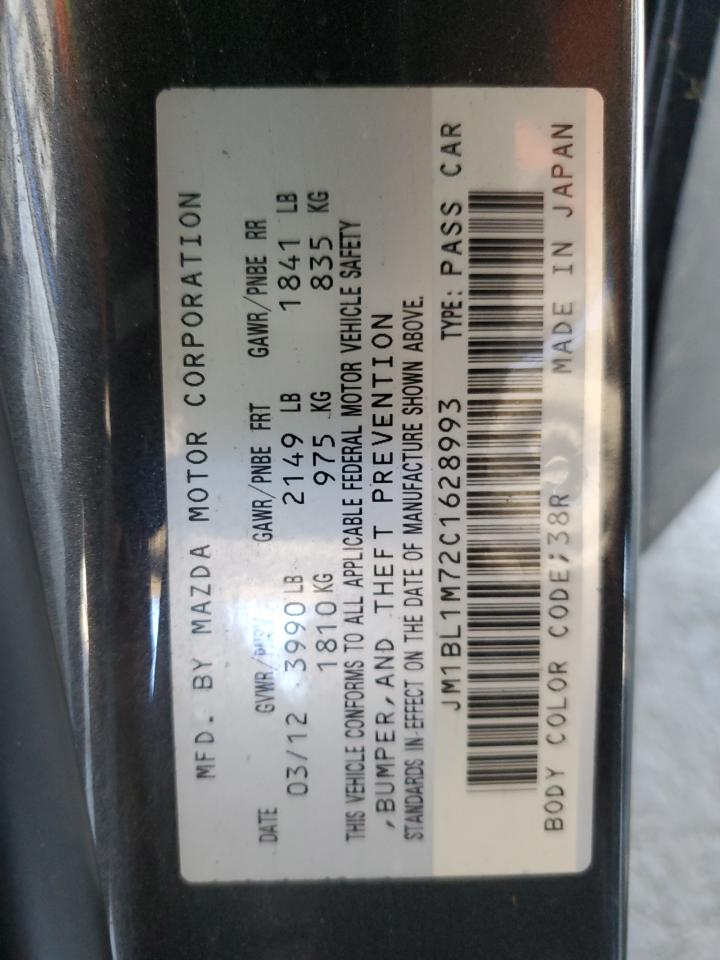 MFD. BY MAZDA MOTOR CORPORATION
DATE GVWR/PNBV GAWR/PNBE FRT GAWR/PNBE RR
03/12 3990 LB 2149 LB 1841 LB
1810 KG 975 KG 835 KG
THIS VEHICLE CONFORMS TO ALL APPLICABLE FEDERAL MOTOR VEHICLE SAFETY
,BUMPER,AND THEFT PREVENTION
STANDARDS IN EFFECT ON THE DATE OF MANUFACTURE SHOWN ABOVE.
JM1BL1M72C1628993 TYPE: PASS CAR
BODY COLOR CODE;38R MADE IN JAPAN